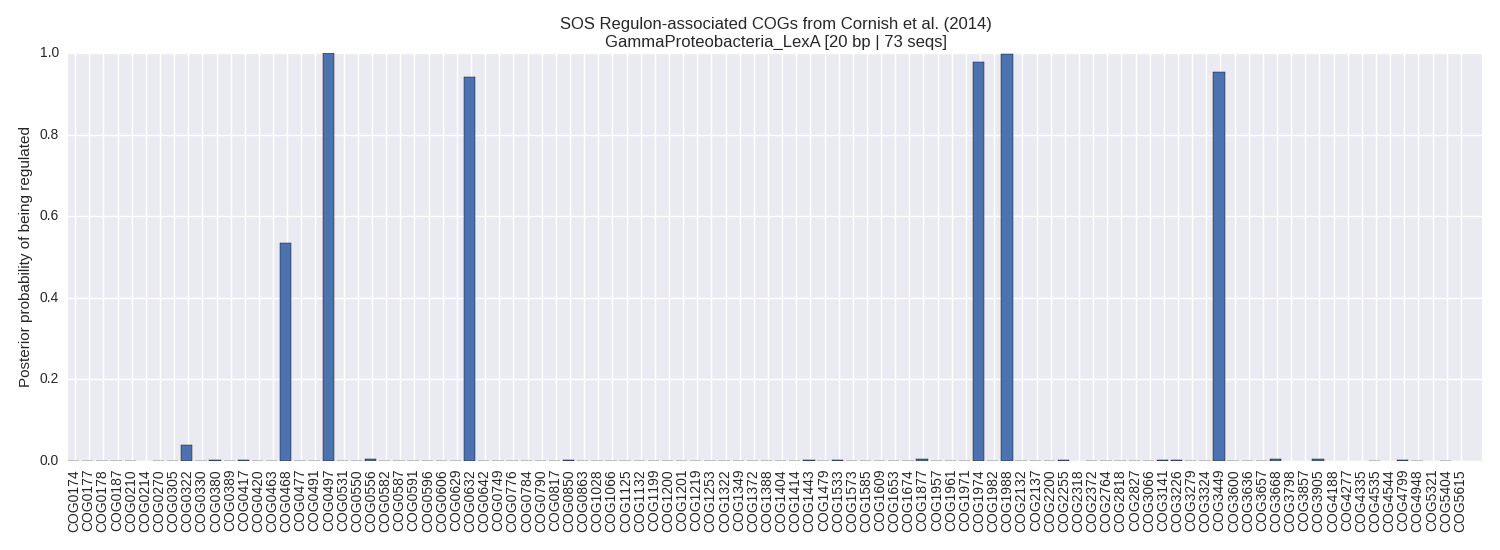 SOS Regulon-associated COGs from Cornish et al. (2014)
GammaProteobacteria_LexA [20 bp | 73 seqs]
Posterior probability of being regulated
1.0
0.8
0.6
0.4
0.2
0.0
COG0174
COG0177
COG0178
COG0187
COG0210
COG0214
COG0270
COG0305
COG0322
COG0330
COG0380
COG0389
COG0417
COG0420
COG0463
COG0468
COG0477
COG0491
COG0497
COG0531
COG0550
COG0556
COG0582
COG0587
COG0591
COG0596
COG0606
COG0629
COG0632
COG0642
COG0749
COG0776
COG0784
COG0790
COG0817
COG0850
COG0863
COG1028
COG1066
COG1125
COG1132
COG1199
COG1200
COG1201
COG1219
COG1253
COG1322
COG1349
COG1372
COG1388
COG1404
COG1414
COG1443
COG1479
COG1533
COG1573
COG1585
COG1609
COG1653
COG1674
COG1877
COG1957
COG1961
COG1971
COG1974
COG1982
COG1988
COG2132
COG2137
COG2200
COG2255
COG2318
COG2372
COG2764
COG2818
COG2827
COG3066
COG3141
COG3226
COG3279
COG3324
COG3449
COG3600
COG3636
COG3657
COG3668
COG3798
COG3857
COG3905
COG4188
COG4277
COG4335
COG4535
COG4544
COG4799
COG4948
COG5321
COG5404
COG5615